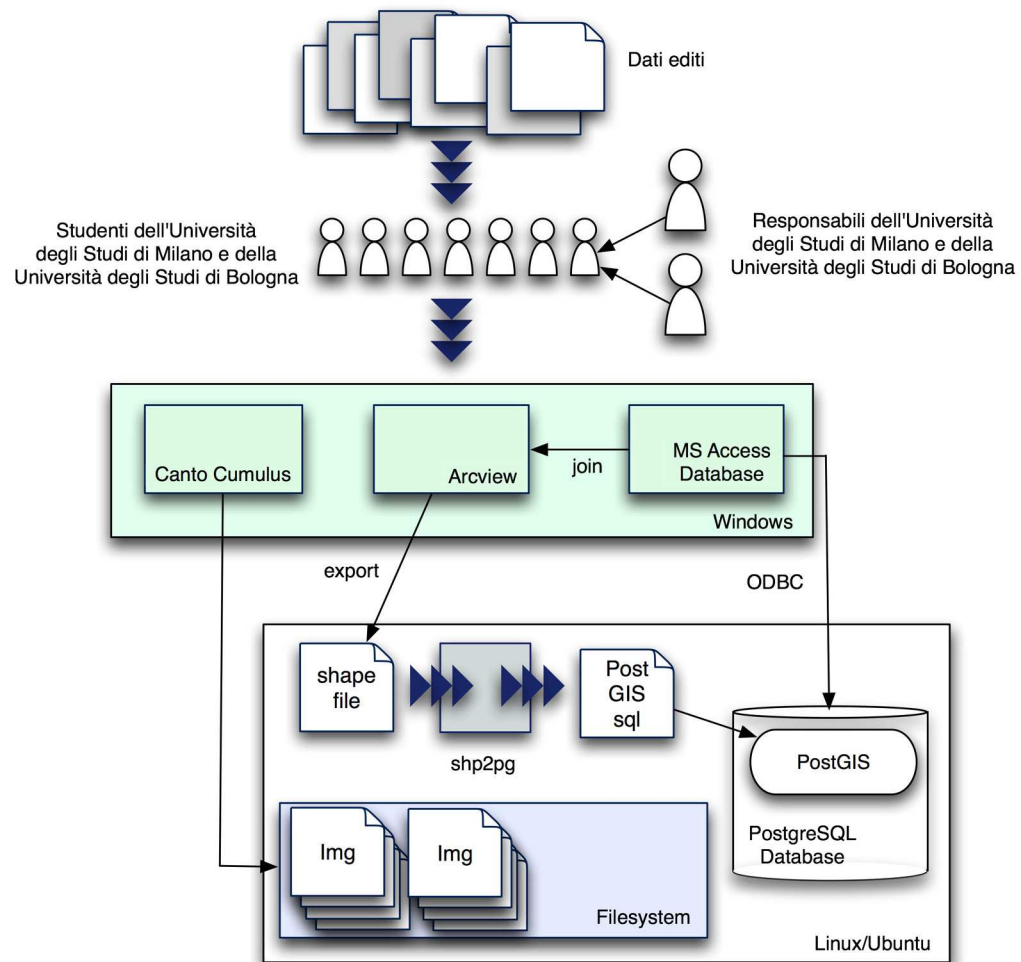 Dati editi
Studenti dell'Università
degli Studi di Milano e della
Università degli Studi di Bologna
Responsabili dell'Università
degli Studi di Milano e della
Università degli Studi di Bologna
Canto Cumulus
Arcview
join
MS Access
Database
Windows
export
ODBC
shape
file
shp2pg
Post
GIS
sql
PostGIS
PostgreSQL
Database
Img
Img
Filesystem
Linux/Ubuntu